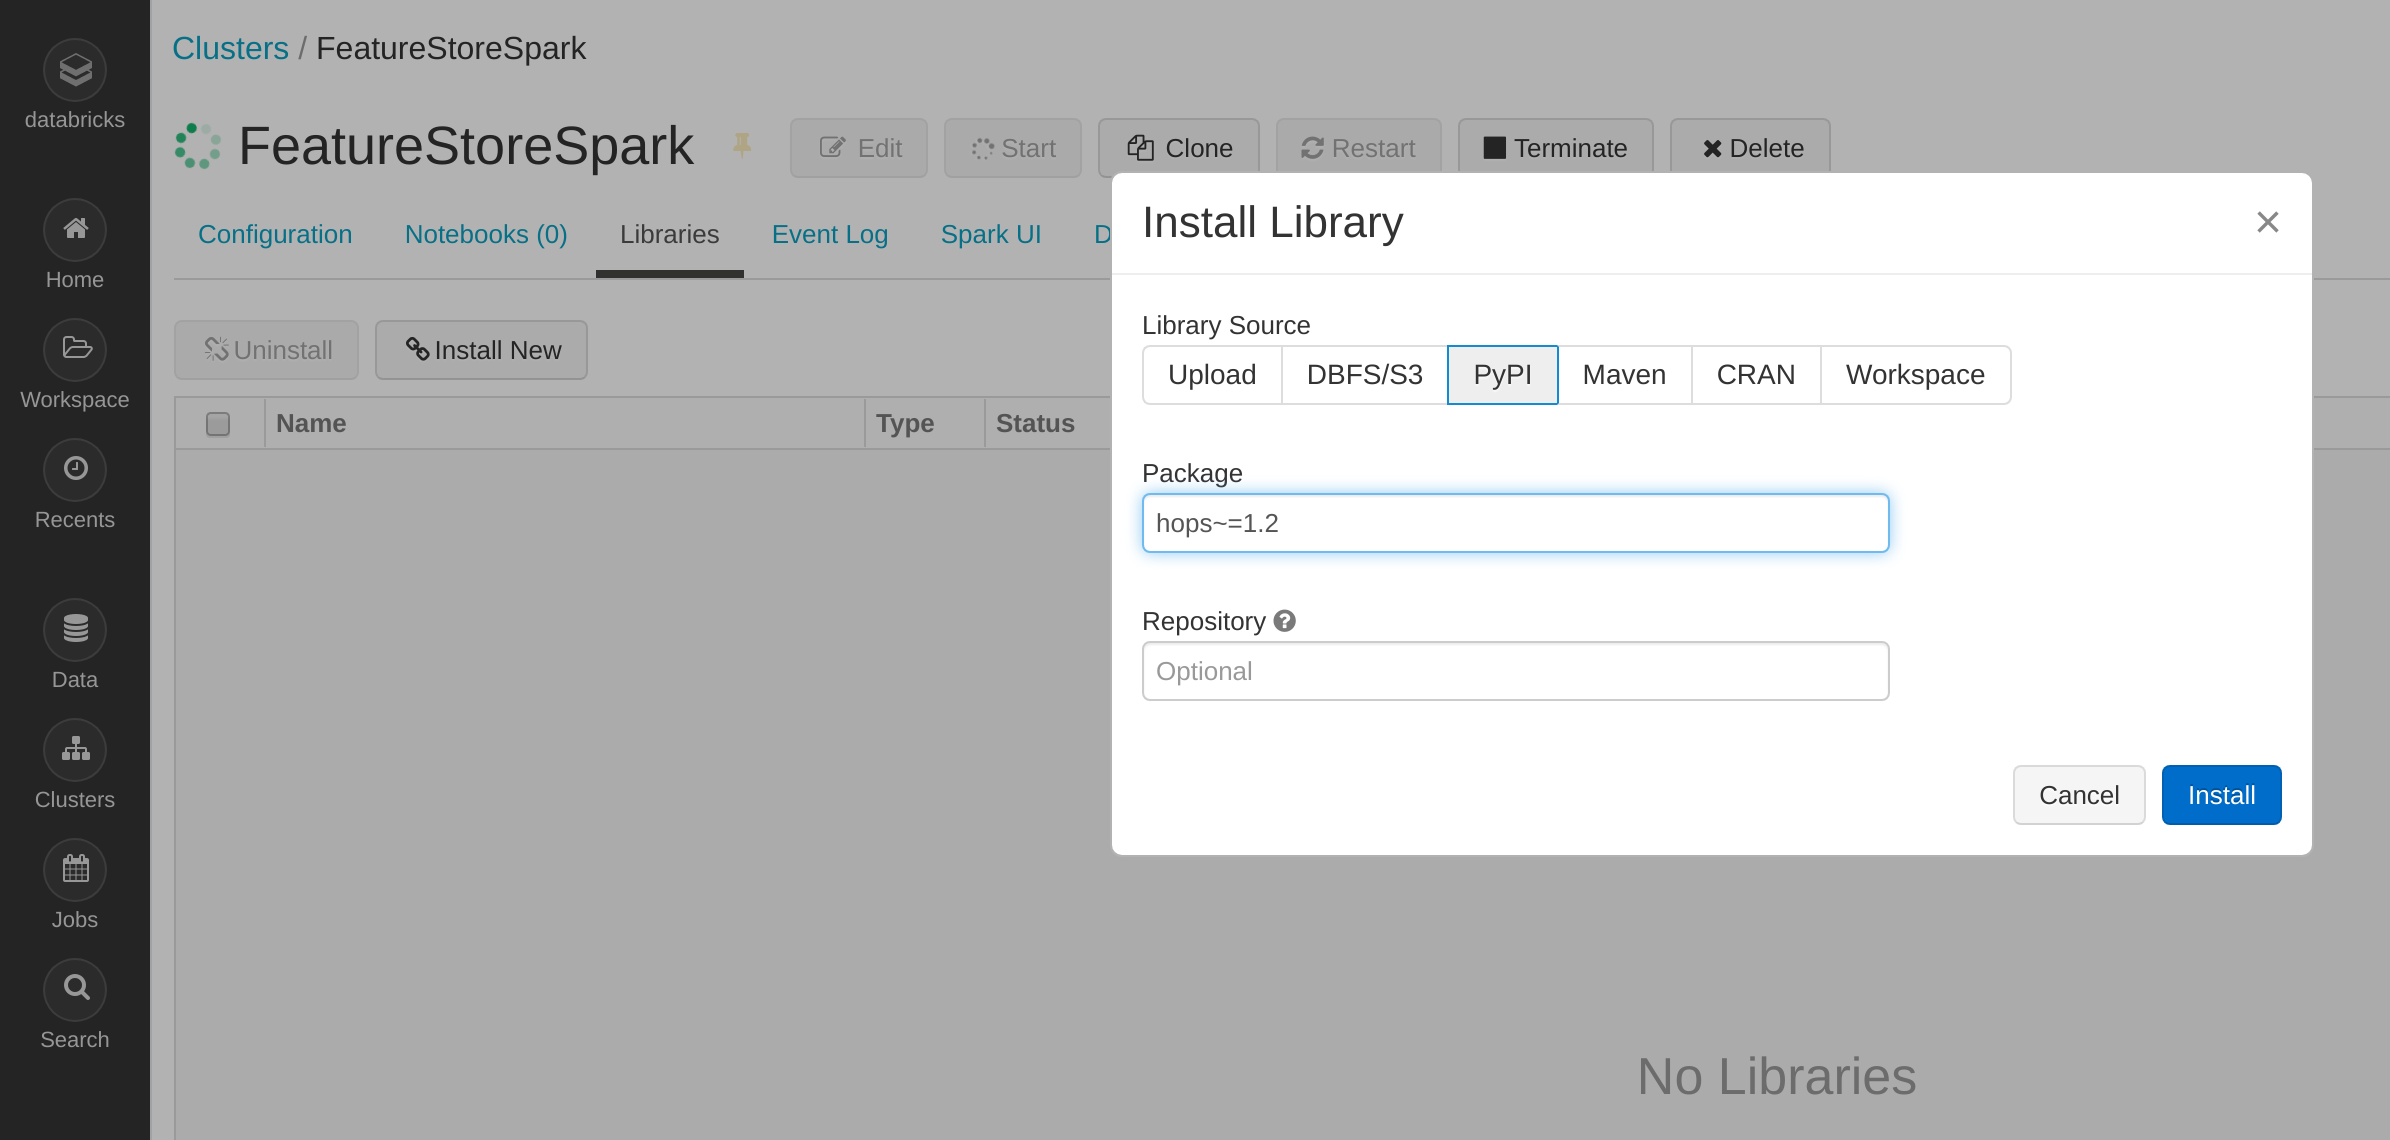 databricks
Home
Workspace
Recents
Data
Clusters
Jobs
Search
Clusters / FeatureStoreSpark
FeatureStoreSpark
Edit Start Clone Restart Terminate Delete
Configuration Notebooks (0) Libraries Event Log Spark UI D
Uninstall Install New
Name Type Status
Install Library
Library Source
Upload DBFS/S3 PyPI Maven CRAN Workspace
Package
hops~=1.2
Repository
Optional
Cancel Install
No Libraries